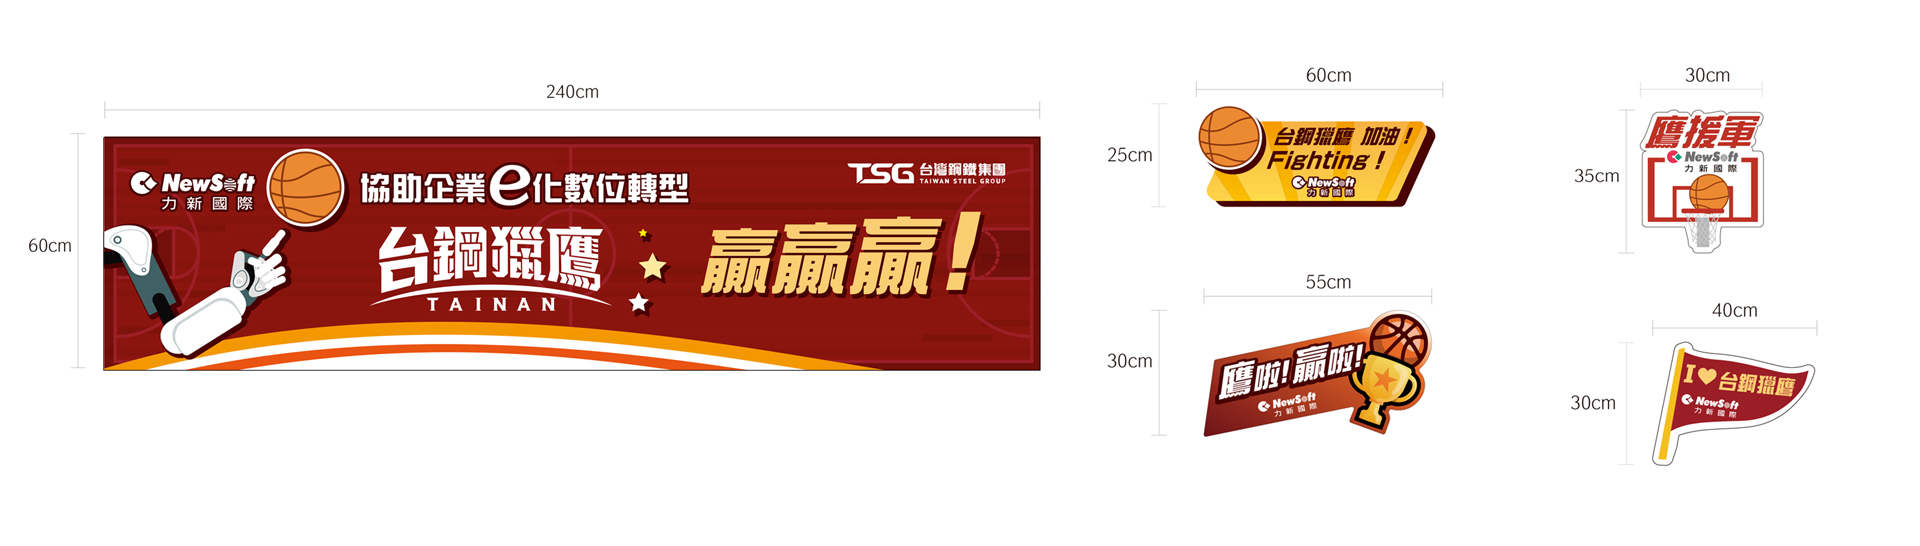 240cm
60cm
NewSoft
力新國際
協助企業e化數位轉型
TSG 台灣鋼鐵集團
TAIWAN STEEL GROUP
台鋼獵鷹
TAINAN
贏贏贏!
60cm
25cm
台鋼獵鷹 加油!
Fighting!
NewSoft
力新國際
30cm
35cm
鷹援軍
NewSoft
力新國際
55cm
30cm
鷹啦!贏啦!
NewSoft
力新國際
40cm
30cm
I♥台鋼獵鷹
NewSoft
力新國際